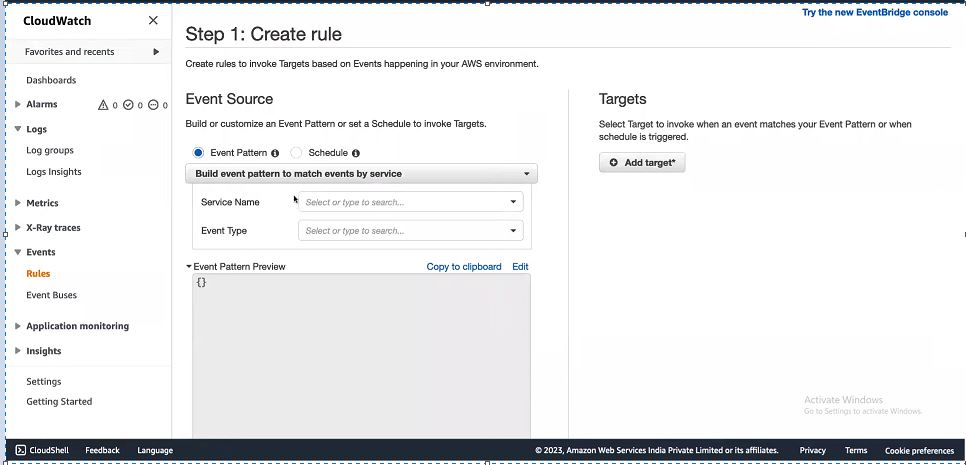 CloudWatch
Favorites and recents
Dashboards
Alarms 0 0 0
Logs
Log groups
Logs Insights
Metrics
X-Ray traces
Events
Rules
Event Buses
Application monitoring
Insights
Settings
Getting Started
Try the new EventBridge console
Step 1: Create rule
Create rules to invoke Targets based on Events happening in your AWS environment.
Event Source
Build or customize an Event Pattern or set a Schedule to invoke Targets.
Event Pattern Schedule
Build event pattern to match events by service
Service Name Select or type to search...
Event Type Select or type to search...
Event Pattern Preview Copy to clipboard Edit
{}
Targets
Select Target to invoke when an event matches your Event Pattern or when
schedule is triggered.
Add target*
Activate Windows
Go to Settings to activate Windows.
CloudShell Feedback Language © 2023, Amazon Web Services India Private Limited or its affiliates. Privacy Terms Cookie preferences